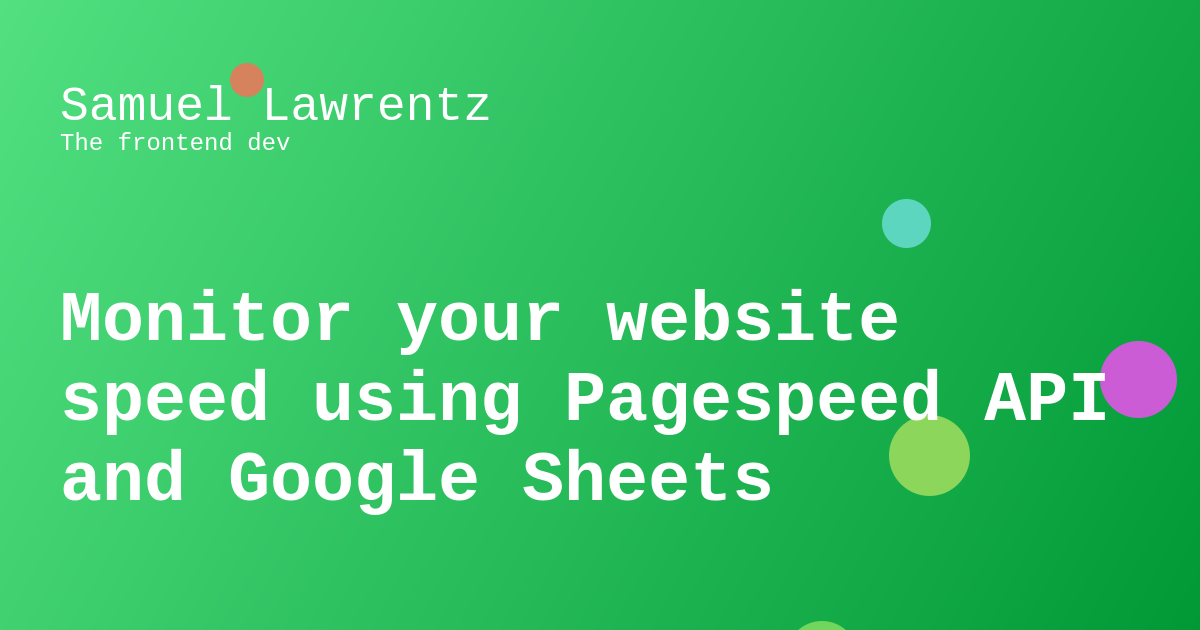 Samuel Lawrentz
The frontend dev
Monitor your website
speed using Pagespeed API
and Google Sheets